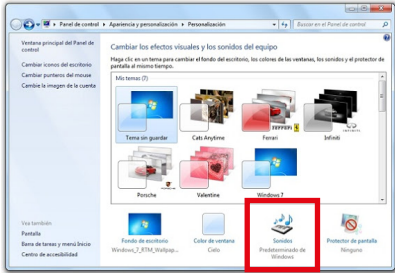 Panel de control ▸ Apariencia y personalización ▸ Personalización
Buscar en el Panel de control
Ventana principal del Panel de control
Cambiar iconos del escritorio
Cambiar punteros del mouse
Cambie la imagen de la cuenta
Cambiar los efectos visuales y los sonidos del equipo
Haga clic en un tema para cambiar el fondo del escritorio, los colores de las ventanas, los sonidos y el protector de
pantalla al mismo tiempo.
Mis temas (7)
Tema sin guardar
Cats Anytime
Ferrari
Infiniti
Porsche
Valentine
Windows 7
Vea también
Pantalla
Barra de tareas y menú Inicio
Centro de accesibilidad
Fondo de escritorio
Windows_7_RTM_Wallpap...
Color de ventana
Cielo
Sonidos
Predeterminado de
Windows
Protector de pantalla
Ninguno